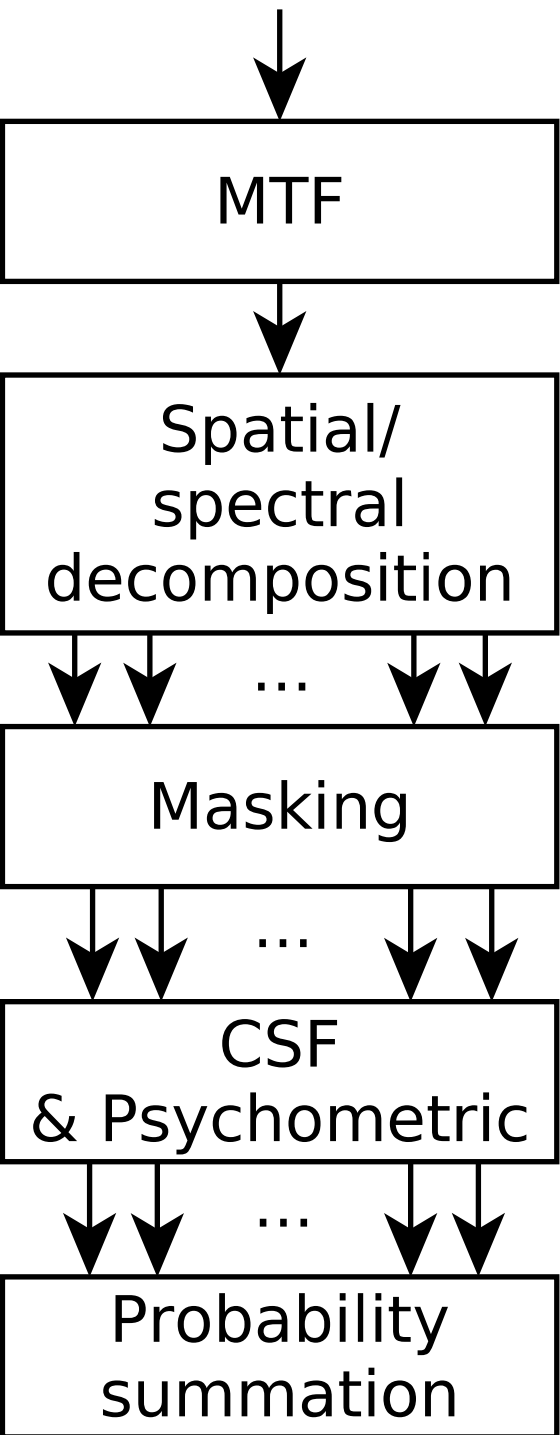 MTF
Spatial/
spectral
decomposition
...
Masking
...
CSF
& Psychometric
...
Probability
summation